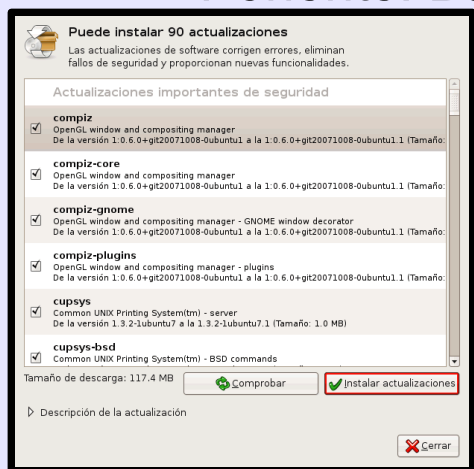 Puede instalar 90 actualizaciones
Las actualizaciones de software corrigen errores, eliminan
fallos de seguridad y proporcionan nuevas funcionalidades.
Actualizaciones importantes de seguridad
compiz
OpenGL window and compositing manager
De la versión 1:0.6.0+git20071008-0ubuntu1 a la 1:0.6.0+git20071008-0ubuntu1.1 (Tamaño:
compiz-core
OpenGL window and compositing manager
De la versión 1:0.6.0+git20071008-0ubuntu1 a la 1:0.6.0+git20071008-0ubuntu1.1 (Tamaño:
compiz-gnome
OpenGL window and compositing manager - GNOME window decorator
De la versión 1:0.6.0+git20071008-0ubuntu1 a la 1:0.6.0+git20071008-0ubuntu1.1 (Tamaño:
compiz-plugins
OpenGL window and compositing manager - plugins
De la versión 1:0.6.0+git20071008-0ubuntu1 a la 1:0.6.0+git20071008-0ubuntu1.1 (Tamaño:
cupsys
Common UNIX Printing System(tm) - server
De la versión 1.3.2-1ubuntu7 a la 1.3.2-1ubuntu7.1 (Tamaño: 1.0 MB)
cupsys-bsd
Common UNIX Printing System(tm) - BSD commands
Tamaño de descarga: 117.4 MB
Comprobar
Instalar actualizaciones
Descripción de la actualización
Cerrar